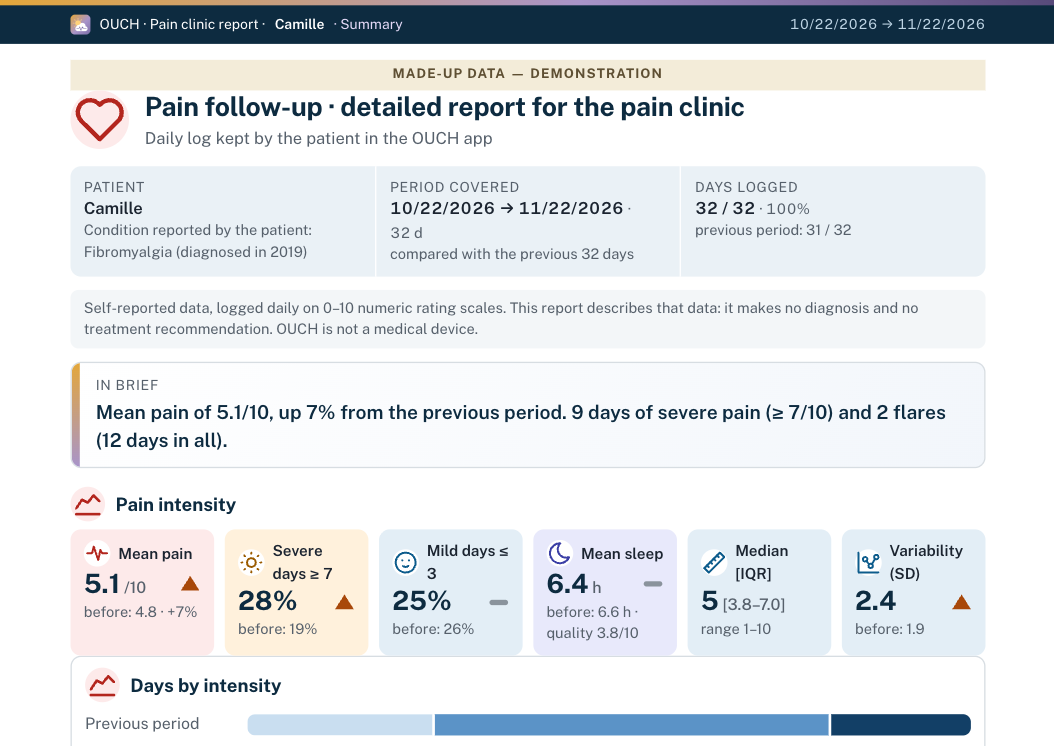 OUCH · Pain clinic report · Camille · Summary
10/22/2026 → 11/22/2026
MADE-UP DATA — DEMONSTRATION
Pain follow-up · detailed report for the pain clinic
Daily log kept by the patient in the OUCH app
PATIENT
Camille
Condition reported by the patient:
Fibromyalgia (diagnosed in 2019)
PERIOD COVERED
10/22/2026 → 11/22/2026 ·
32 d
compared with the previous 32 days
DAYS LOGGED
32 / 32 · 100%
previous period: 31 / 32
Self-reported data, logged daily on 0–10 numeric rating scales. This report describes that data: it makes no diagnosis and no
treatment recommendation. OUCH is not a medical device.
IN BRIEF
Mean pain of 5.1/10, up 7% from the previous period. 9 days of severe pain (≥ 7/10) and 2 flares
(12 days in all).
Pain intensity
Mean pain
5.1 /10
before: 4.8 · +7%
Severe
days ≥ 7
28%
before: 19%
Mild days ≤
3
25%
before: 26%
Mean sleep
6.4 h
before: 6.6 h ·
quality 3.8/10
Median
[IQR]
5 [3.8–7.0]
range 1–10
Variability
(SD)
2.4
before: 1.9
Days by intensity
Previous period